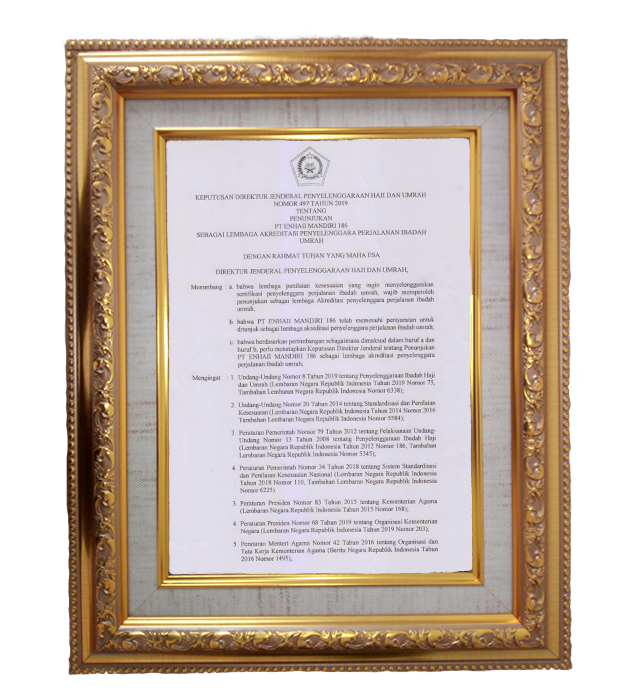 KEPUTUSAN DIREKTUR JENDERAL PENYELENGGARAAN HAJI DAN UMRAH
NOMOR 497 TAHUN 2019
TENTANG
PENUNJUKAN
PT ENHAII MANDIRI 186
SEBAGAI LEMBAGA AKREDITASI PENYELENGGARA PERJALANAN IBADAH
UMRAH
DENGAN RAHMAT TUHAN YANG MAHA ESA
DIREKTUR JENDERAL PENYELENGGARAAN HAJI DAN UMRAH,
Menimbang : a. bahwa lembaga penilaian kesesuaian yang ingin menyelenggarakan
sertifikasi penyelenggara perjalanan ibadah umrah, wajib memperoleh
penunjukan sebagai lembaga Akreditasi penyelenggara perjalanan ibadah
umrah;
b. bahwa PT ENHAII MANDIRI 186 telah memenuhi persyaratan untuk
ditunjuk sebagai lembaga akreditasi penyelenggara perjalanan ibadah umrah;
c. bahwa berdasarkan pertimbangan sebagaimana dimaksud dalam huruf a dan
huruf b, perlu menetapkan Keputusan Direktur Jenderal tentang Penunjukan
PT ENHAII MANDIRI 186 sebagai lembaga akreditasi penyelenggara
perjalanan ibadah umrah;
Mengingat : 1. Undang-Undang Nomor 8 Tahun 2019 tentang Penyelenggaraan Ibadah Haji
dan Umrah (Lembaran Negara Republik Indonesia Tahun 2019 Nomor 75,
Tambahan Lembaran Negara Republik Indonesia Nomor 6338);
2. Undang-Undang Nomor 20 Tahun 2014 tentang Standardisasi dan Penilaian
Kesesuaian (Lembaran Negara Republik Indonesia Tahun 2014 Nomor 2016
Tambahan Lembaran Negara Republik Indonesia Nomor 5584);
3. Peraturan Pemerintah Nomor 79 Tahun 2012 tentang Pelaksanaan Undang-
Undang Nomor 13 Tahun 2008 tentang Penyelenggaraan Ibadah Haji
(Lembaran Negara Republik Indonesia Tahun 2012 Nomor 186, Tambahan
Lembaran Negara Republik Indonesia Nomor 5345);
4. Peraturan Pemerintah Nomor 34 Tahun 2018 tentang Sistem Standardisasi
dan Penilaian Kesesuaian Nasional (Lembaran Negara Republik Indonesia
Tahun 2018 Nomor 110, Tambahan Lembaran Negara Republik Indonesia
Nomor 6225)
3. Peraturan Presiden Nomor 83 Tahun 2015 tentang Kementerian Agama
(Lembaran Negara Republik Indonesia Tahun 2015 Nomor 168);
4. Peraturan Presiden Nomor 68 Tahun 2019 tentang Organisasi Kementerian
Negara (Lembaran Negara Republik Indonesia Tahun 2019 Nomor 203);
5. Peraturan Menteri Agama Nomor 42 Tahun 2016 tentang Organisasi dan
Tata Kerja Kementerian Agama (Berita Negara Republik Indonesia Tahun
2016 Nomor 1495);